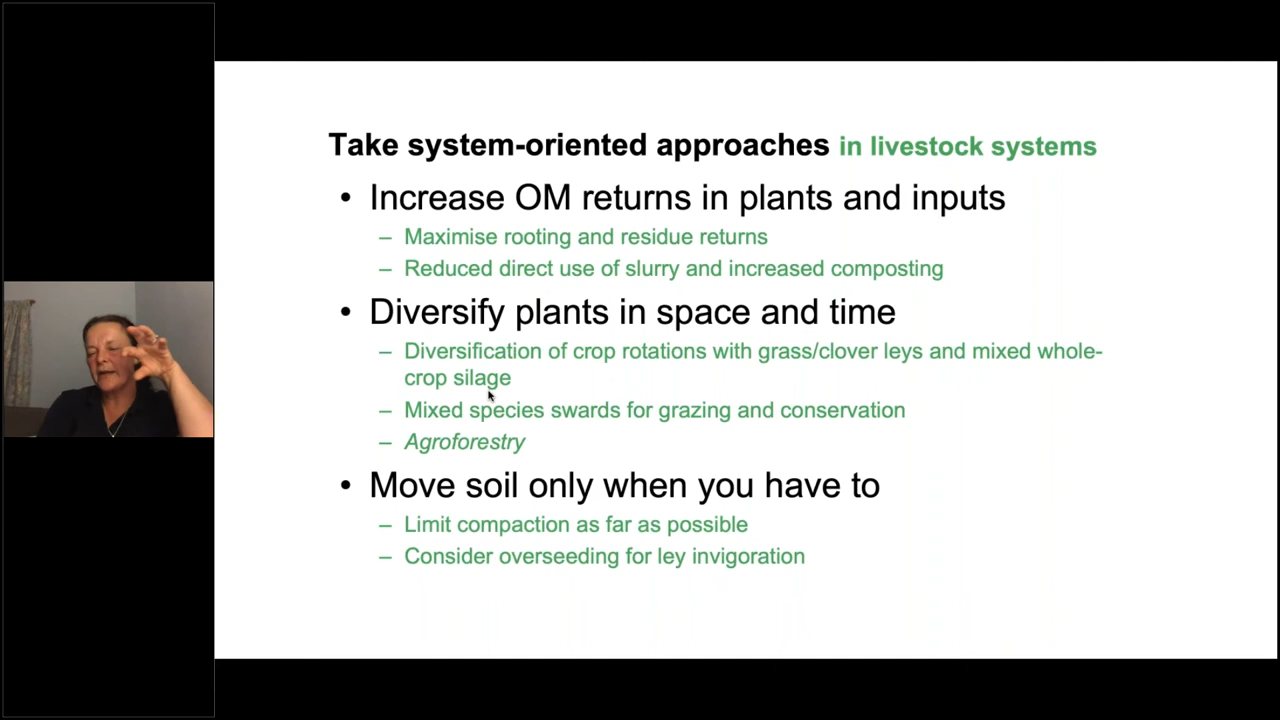 Take system-oriented approaches in livestock systems
• Increase OM returns in plants and inputs
– Maximise rooting and residue returns
– Reduced direct use of slurry and increased composting
• Diversify plants in space and time
– Diversification of crop rotations with grass/clover leys and mixed whole-
crop silage
– Mixed species swards for grazing and conservation
– Agroforestry
• Move soil only when you have to
– Limit compaction as far as possible
– Consider overseeding for ley invigoration